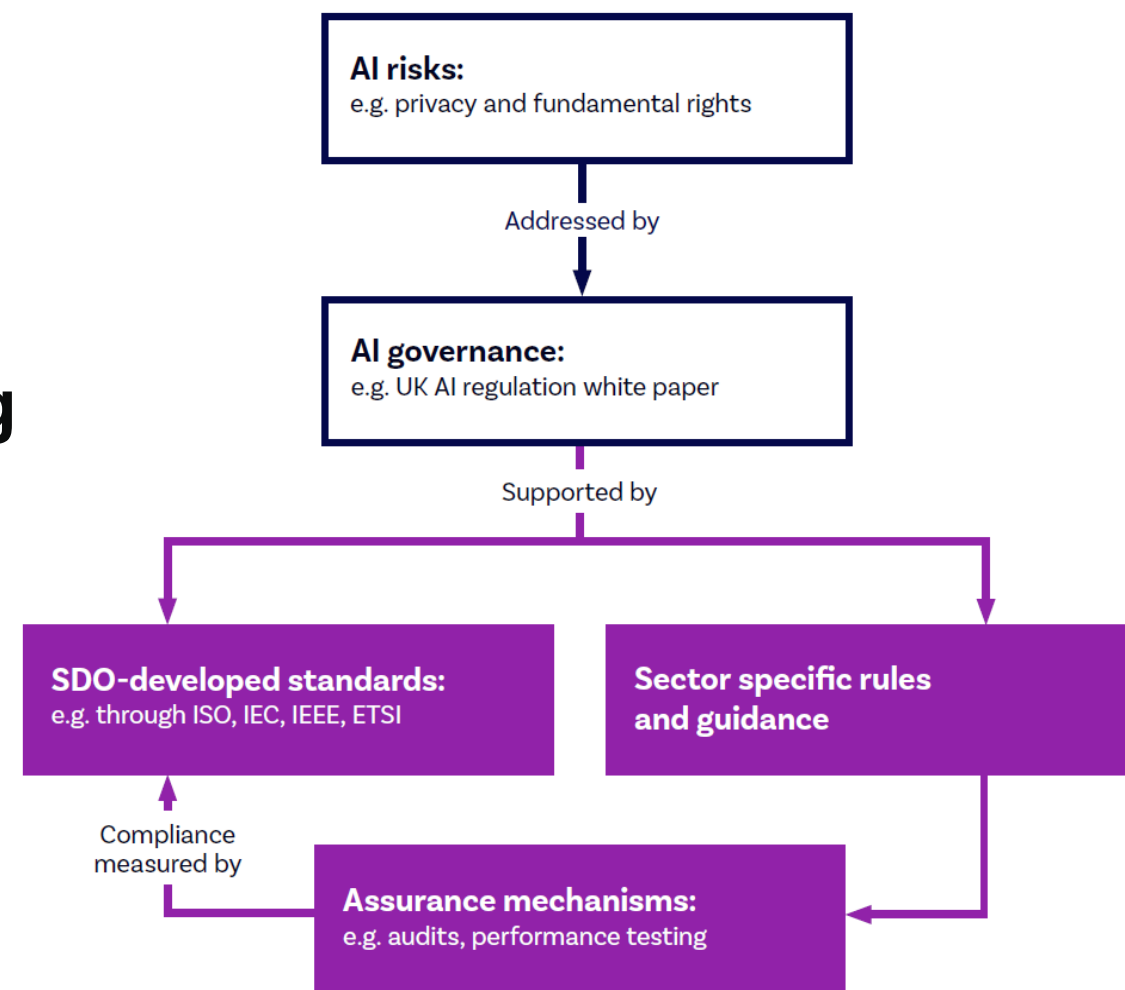 AI risks:
e.g. privacy and fundamental rights
Addressed by
AI governance:
e.g. UK AI regulation white paper
Supported by
SDO-developed standards:
e.g. through ISO, IEC, IEEE, ETSI
Sector specific rules
and guidance
Compliance
measured by
Assurance mechanisms:
e.g. audits, performance testing